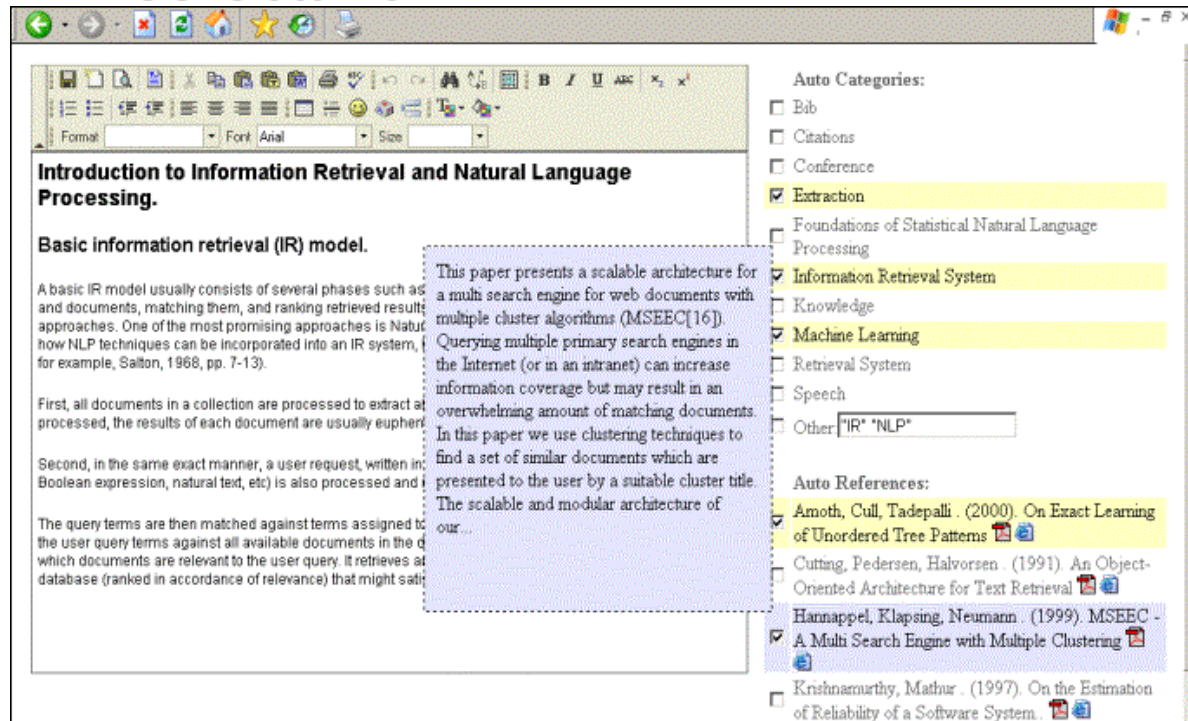 B I U ABC x₂ x²
Format Font Arial Size
Introduction to Information Retrieval and Natural Language
Processing.
Basic information retrieval (IR) model.
A basic IR model usually consists of several phases such as
and documents, matching them, and ranking retrieved
approaches. One of the most promising approaches is
how NLP techniques can be incorporated into an IR system,
for example, Salton, 1968, pp. 7-13).
First, all documents in a collection are processed to extract
processed, the results of each document are usually
Second, in the same exact manner, a user request, written
Boolean expression, natural text, etc) is also processed and
The query terms are then matched against terms assigned
the user query terms against all available documents in the
which documents are relevant to the user query. It retrieves
database (ranked in accordance of relevance) that might
This paper presents a scalable architecture for
a multi search engine for web documents with
multiple cluster algorithms (MSEEC[16]).
Querying multiple primary search engines in
the Internet (or in an intranet) can increase
information coverage but may result in an
overwhelming amount of matching documents.
In this paper we use clustering techniques to
find a set of similar documents which are
presented to the user by a suitable cluster title.
The scalable and modular architecture of
our...
Auto Categories:
Bib
Citations
Conference
Extraction
Foundations of Statistical Natural Language
Processing
Information Retrieval System
Knowledge
Machine Learning
Retrieval System
Speech
Other: "IR" "NLP"
Auto References:
Amoth, Cull, Tadepalli . (2000). On Exact Learning
of Unordered Tree Patterns
Cutting, Pedersen, Halvorsen . (1991). An Object-
Oriented Architecture for Text Retrieval
Hannappel, Klapsing, Neumann . (1999). MSEEC -
A Multi Search Engine with Multiple Clustering
Krishnamurthy, Mathur . (1997). On the Estimation
of Reliability of a Software System..